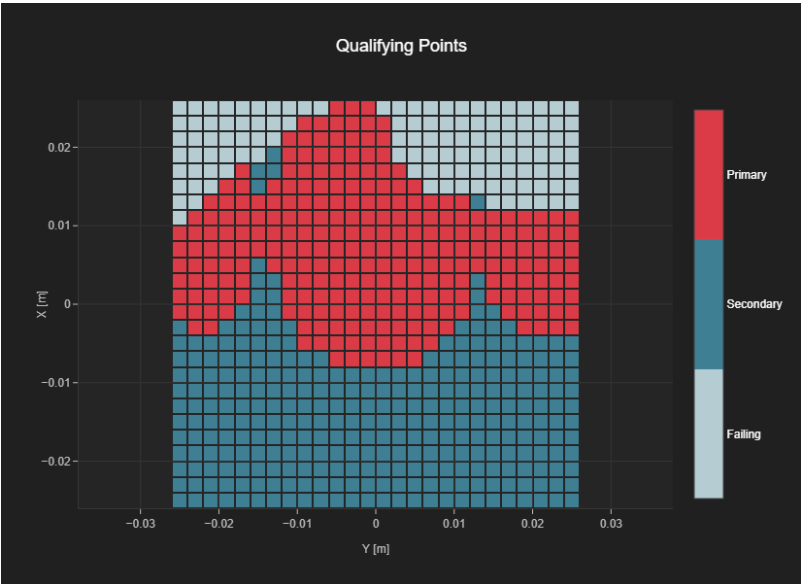 Qualifying Points
0.02
0.01
0
−0.01
−0.02
X [m]
−0.03
−0.02
−0.01
0
0.01
0.02
0.03
Y [m]
Primary
Secondary
Failing